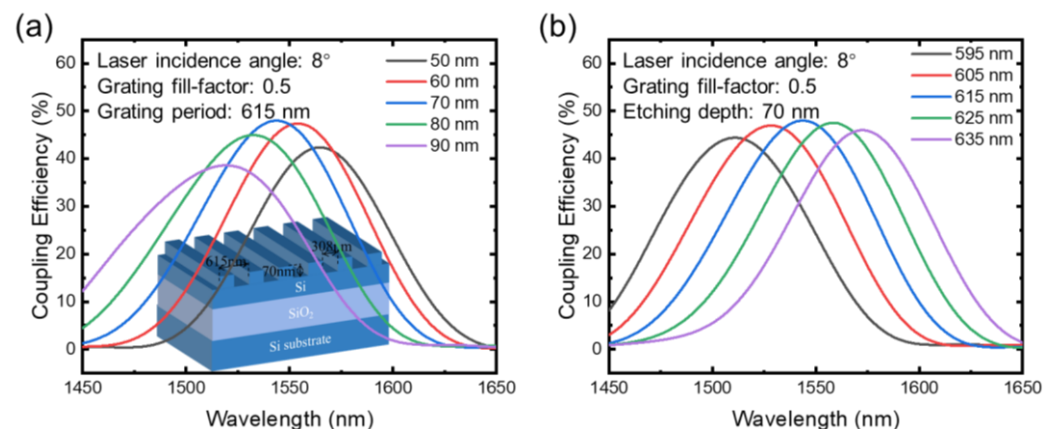 (a)
Laser incidence angle: 8°
Grating fill-factor: 0.5
Grating period: 615 nm
50 nm
60 nm
70 nm
80 nm
90 nm
Coupling Efficiency (%)
60
50
40
30
20
10
0
615nm
70nm
308nm
Si
SiO₂
Si substrate
1450 1500 1550 1600 1650
Wavelength (nm)
(b)
Laser incidence angle: 8°
Grating fill-factor: 0.5
Etching depth: 70 nm
595 nm
605 nm
615 nm
625 nm
635 nm
Coupling Efficiency (%)
60
50
40
30
20
10
0
1450 1500 1550 1600 1650
Wavelength (nm)